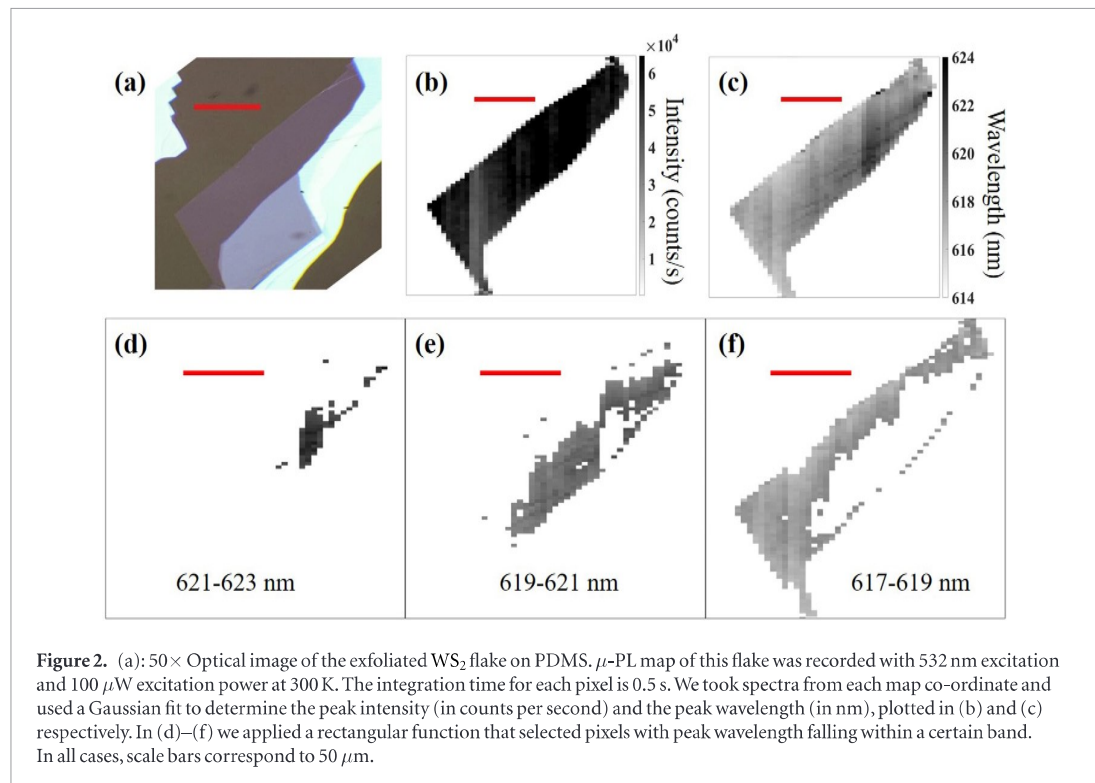 (a)
(b)
×10⁴
6
5
4
3
2
1
Intensity (counts/s)
(c)
624
622
620
618
616
614
Wavelength (nm)
(d)
621-623 nm
(e)
619-621 nm
(f)
617-619 nm
Figure 2. (a): 50× Optical image of the exfoliated WS₂ flake on PDMS. μ-PL map of this flake was recorded with 532 nm excitation
and 100 μW excitation power at 300 K. The integration time for each pixel is 0.5 s. We took spectra from each map co-ordinate and
used a Gaussian fit to determine the peak intensity (in counts per second) and the peak wavelength (in nm), plotted in (b) and (c)
respectively. In (d)–(f) we applied a rectangular function that selected pixels with peak wavelength falling within a certain band.
In all cases, scale bars correspond to 50 μm.